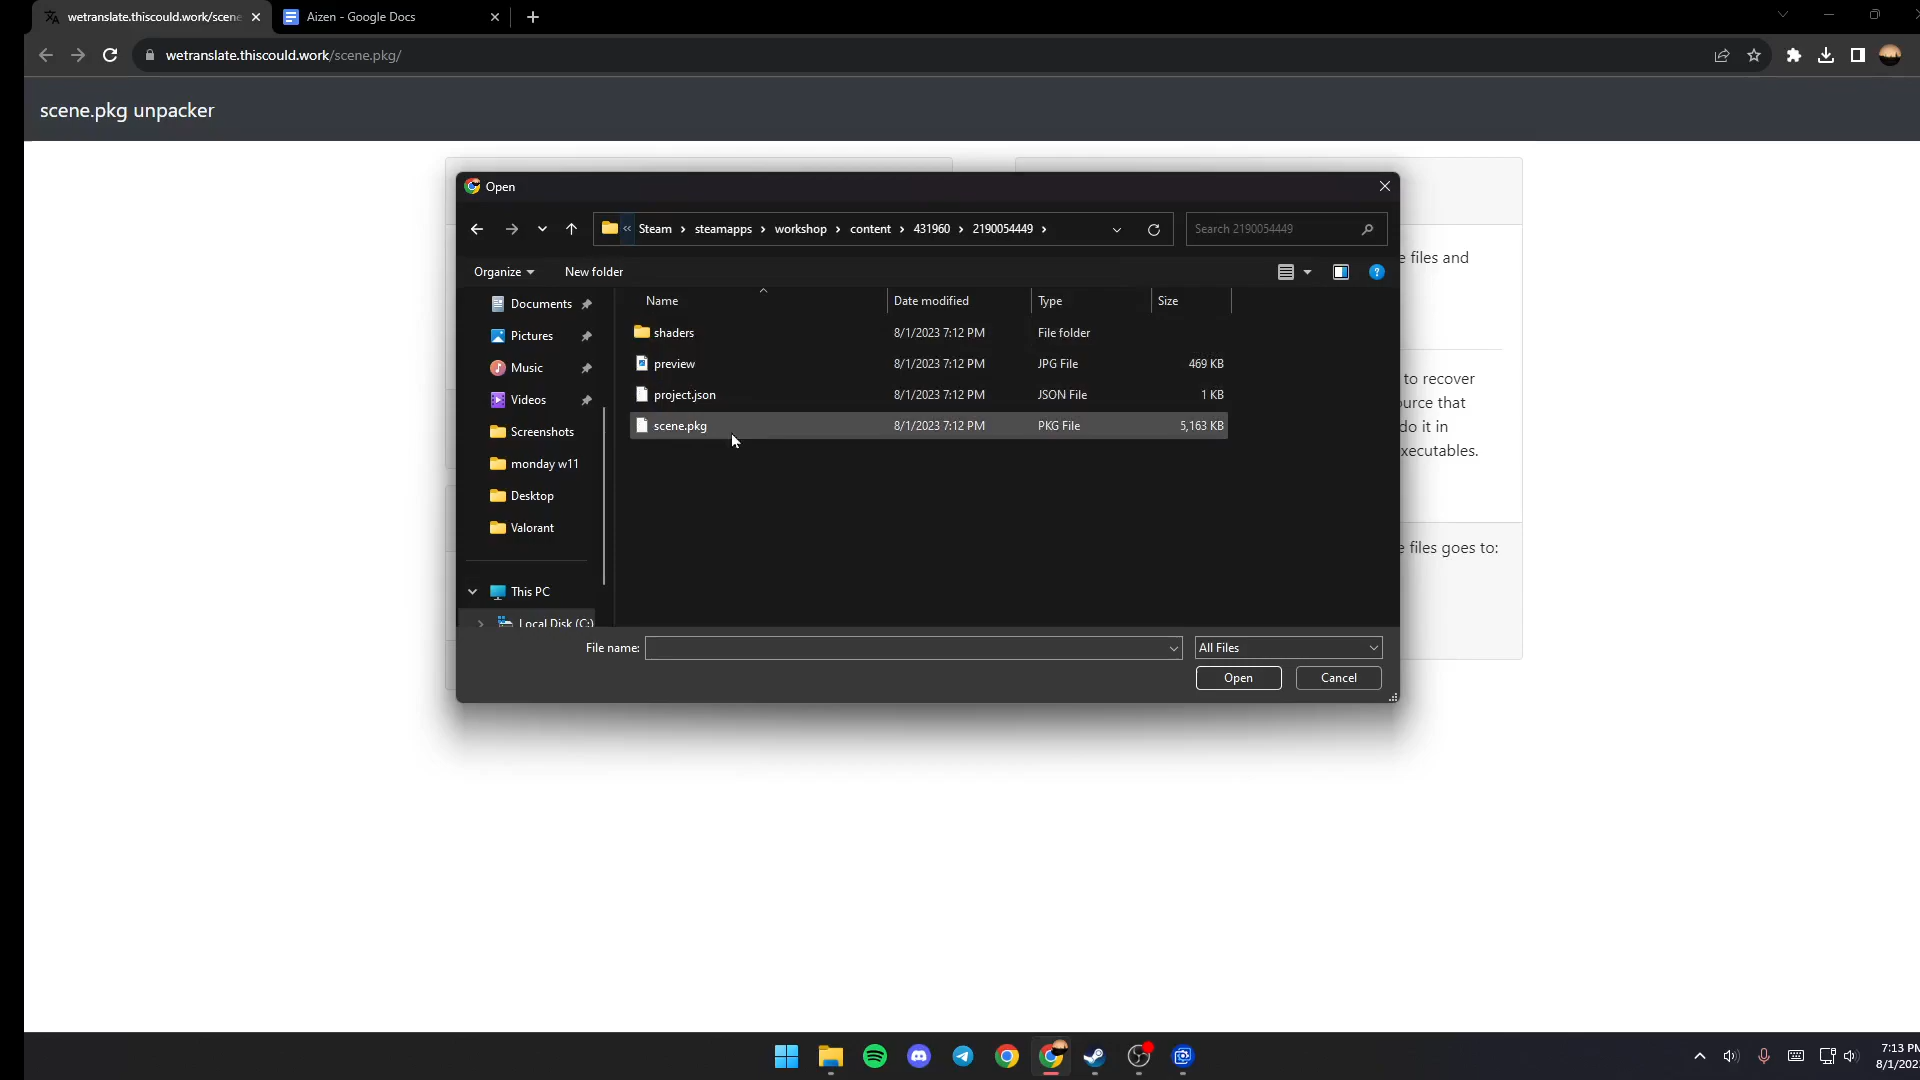 wetranslate.thiscould.work/scene
Aizen - Google Docs
wetranslate.thiscould.work/scene.pkg/
scene.pkg unpacker
Open
« Steam › steamapps › workshop › content › 431960 › 2190054449 ›
Search 2190054449
Organize
New folder
Name
Date modified
Type
Size
shaders 8/1/2023 7:12 PM File folder
preview 8/1/2023 7:12 PM JPG File 469 KB
project.json 8/1/2023 7:12 PM JSON File 1 KB
scene.pkg 8/1/2023 7:12 PM PKG File 5,163 KB
Documents
Pictures
Music
Videos
Screenshots
monday w11
Desktop
Valorant
This PC
Local Disk (C:)
e files and
to recover
urce that
do it in
xecutables.
e files goes to:
File name:
All Files
Open
Cancel
7:13 PM
8/1/202